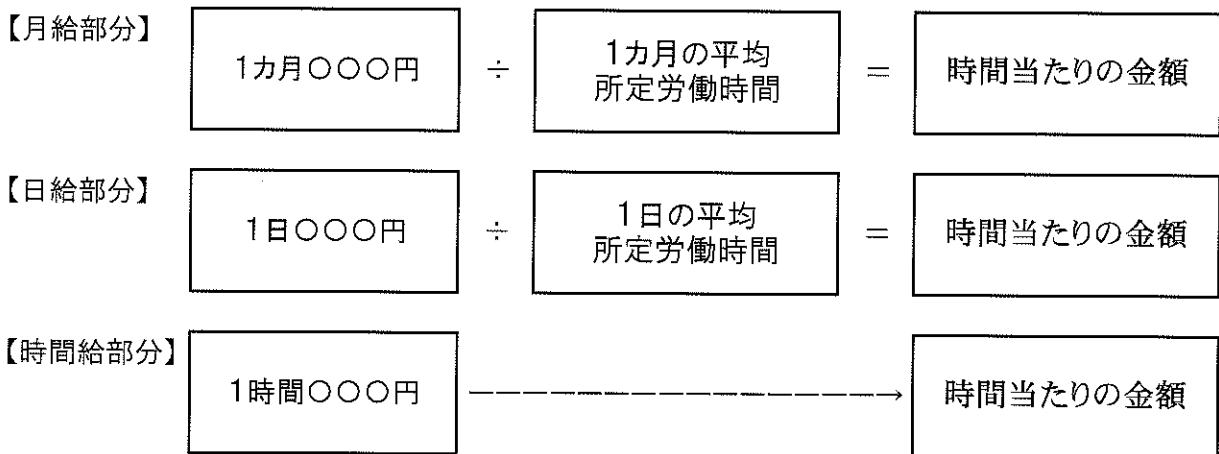 【月給部分】
1カ月〇〇〇円 ÷ 1カ月の平均 = 時間当たりの金額
所定労働時間
【日給部分】
1日〇〇〇円 ÷ 1日の平均 = 時間当たりの金額
所定労働時間
【時間給部分】
1時間〇〇〇円 時間当たりの金額